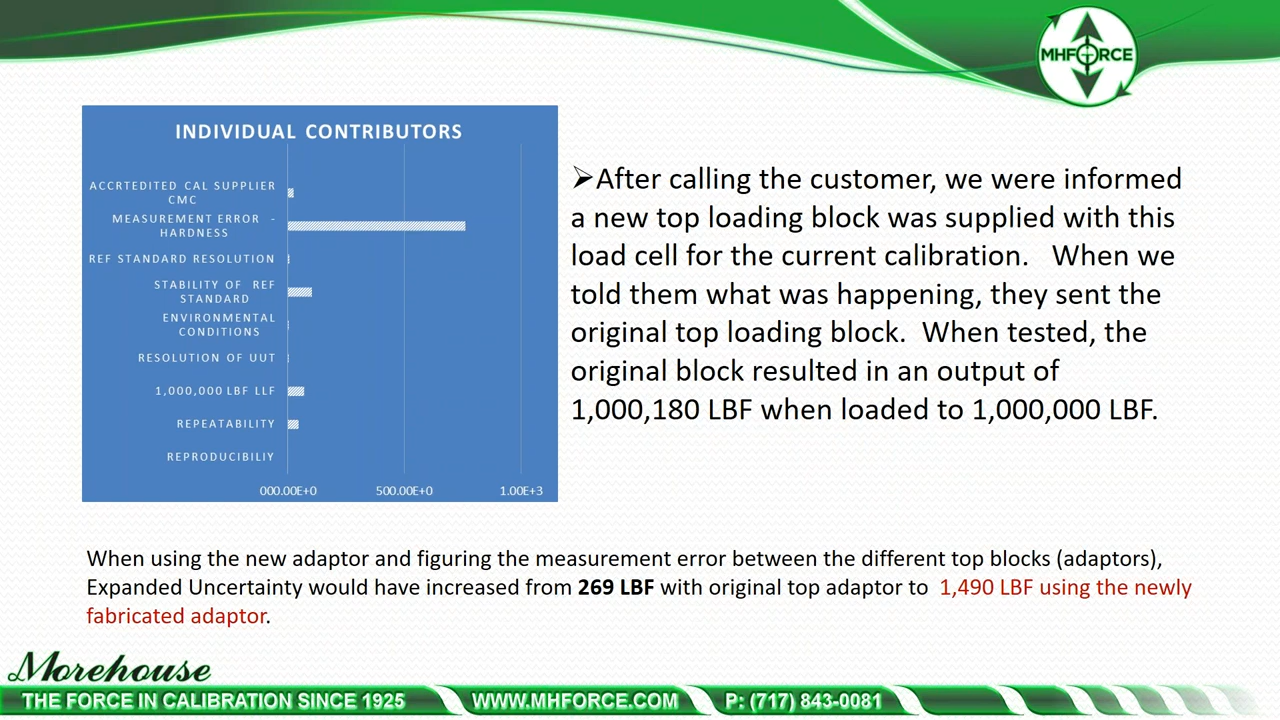 MHFORCE
INDIVIDUAL CONTRIBUTORS
ACCRTEDITED CAL SUPPLIER
CMC
MEASUREMENT ERROR -
HARDNESS
REF STANDARD RESOLUTION
STABILITY OF REF
STANDARD
ENVIRONMENTAL
CONDITIONS
RESOLUTION OF UUT
1,000,000 LBF LLF
REPEATABILITY
REPRODUCIBILIY
000.00E+0 500.00E+0 1.00E+3
➢After calling the customer, we were informed
a new top loading block was supplied with this
load cell for the current calibration. When we
told them what was happening, they sent the
original top loading block. When tested, the
original block resulted in an output of
1,000,180 LBF when loaded to 1,000,000 LBF.
When using the new adaptor and figuring the measurement error between the different top blocks (adaptors),
Expanded Uncertainty would have increased from 269 LBF with original top adaptor to 1,490 LBF using the newly
fabricated adaptor.
Morehouse
THE FORCE IN CALIBRATION SINCE 1925 WWW.MHFORCE.COM P: (717) 843-0081